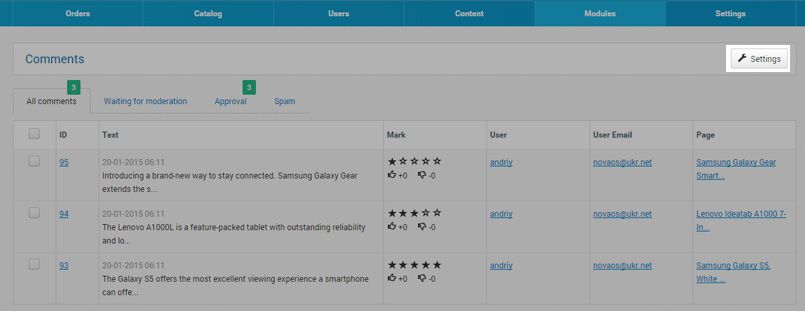 Orders Catalog Users Content Modules Settings
Comments Settings
3 3
All comments Waiting for moderation Approval Spam
ID Text Mark User User Email Page
95 20-01-2015 06:11 andriy novaos@ukr.net Samsung Galaxy Gear
Introducing a brand-new way to stay connected. Samsung Galaxy Gear +0 -0 Smart...
extends the s...
94 20-01-2015 06:11 andriy novaos@ukr.net Lenovo Ideatab A1000 7-
The Lenovo A1000L is a feature-packed tablet with outstanding reliability +0 -0 In...
and lo...
93 20-01-2015 06:11 andriy novaos@ukr.net Samsung Galaxy S5,
The Galaxy S5 offers the most excellent viewing experience a smartphone +0 -0 White ...
can offe...